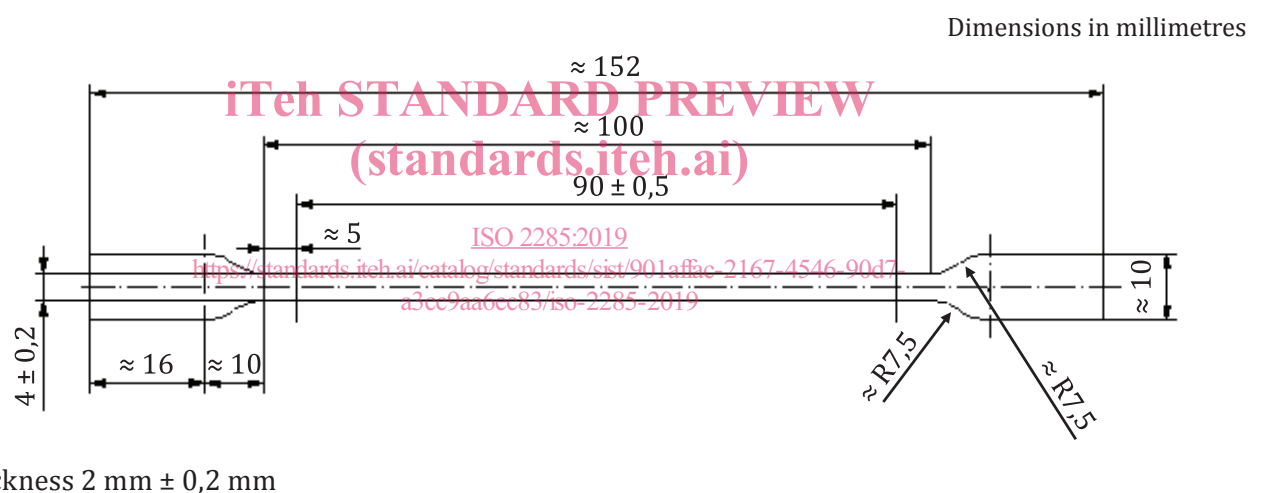 Dimensions in millimetres
≈ 152
iTeh STANDARD PREVIEW
≈ 100
(standards.iteh.ai)
90 ± 0,5
≈ 5
ISO 2285:2019
https://standards.iteh.ai/catalog/standards/sist/901affac-2167-4546-90d7-
a3cc9aa6cc83/iso-2285-2019
≈ 10
4 ± 0,2
≈ 16
≈ 10
≈ R7,5
≈ R7,5
ckness 2 mm ± 0,2 mm